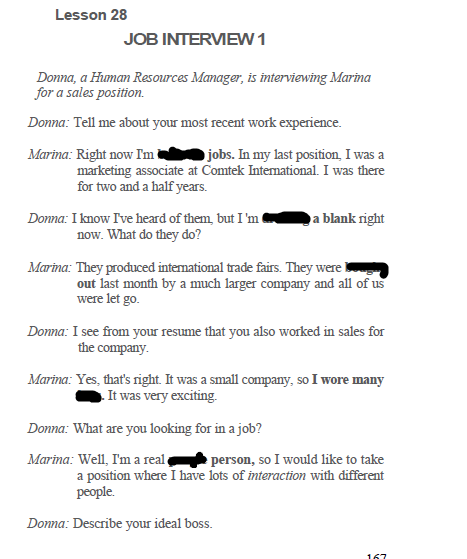 Lesson 28
JOB INTERVIEW 1
Donna, a Human Resources Manager, is interviewing Marina
for a sales position.
Donna: Tell me about your most recent work experience.
Marina: Right now I'm jobs. In my last position, I was a
marketing associate at Comtek International. I was there
for two and a half years.
Donna: I know I've heard of them, but I 'm a blank right
now. What do they do?
Marina: They produced international trade fairs. They were
out last month by a much larger company and all of us
were let go.
Donna: I see from your resume that you also worked in sales for
the company.
Marina: Yes, that's right. It was a small company, so I wore many
. It was very exciting.
Donna: What are you looking for in a job?
Marina: Well, I'm a real person, so I would like to take
a position where I have lots of interaction with different
people.
Donna: Describe your ideal boss.